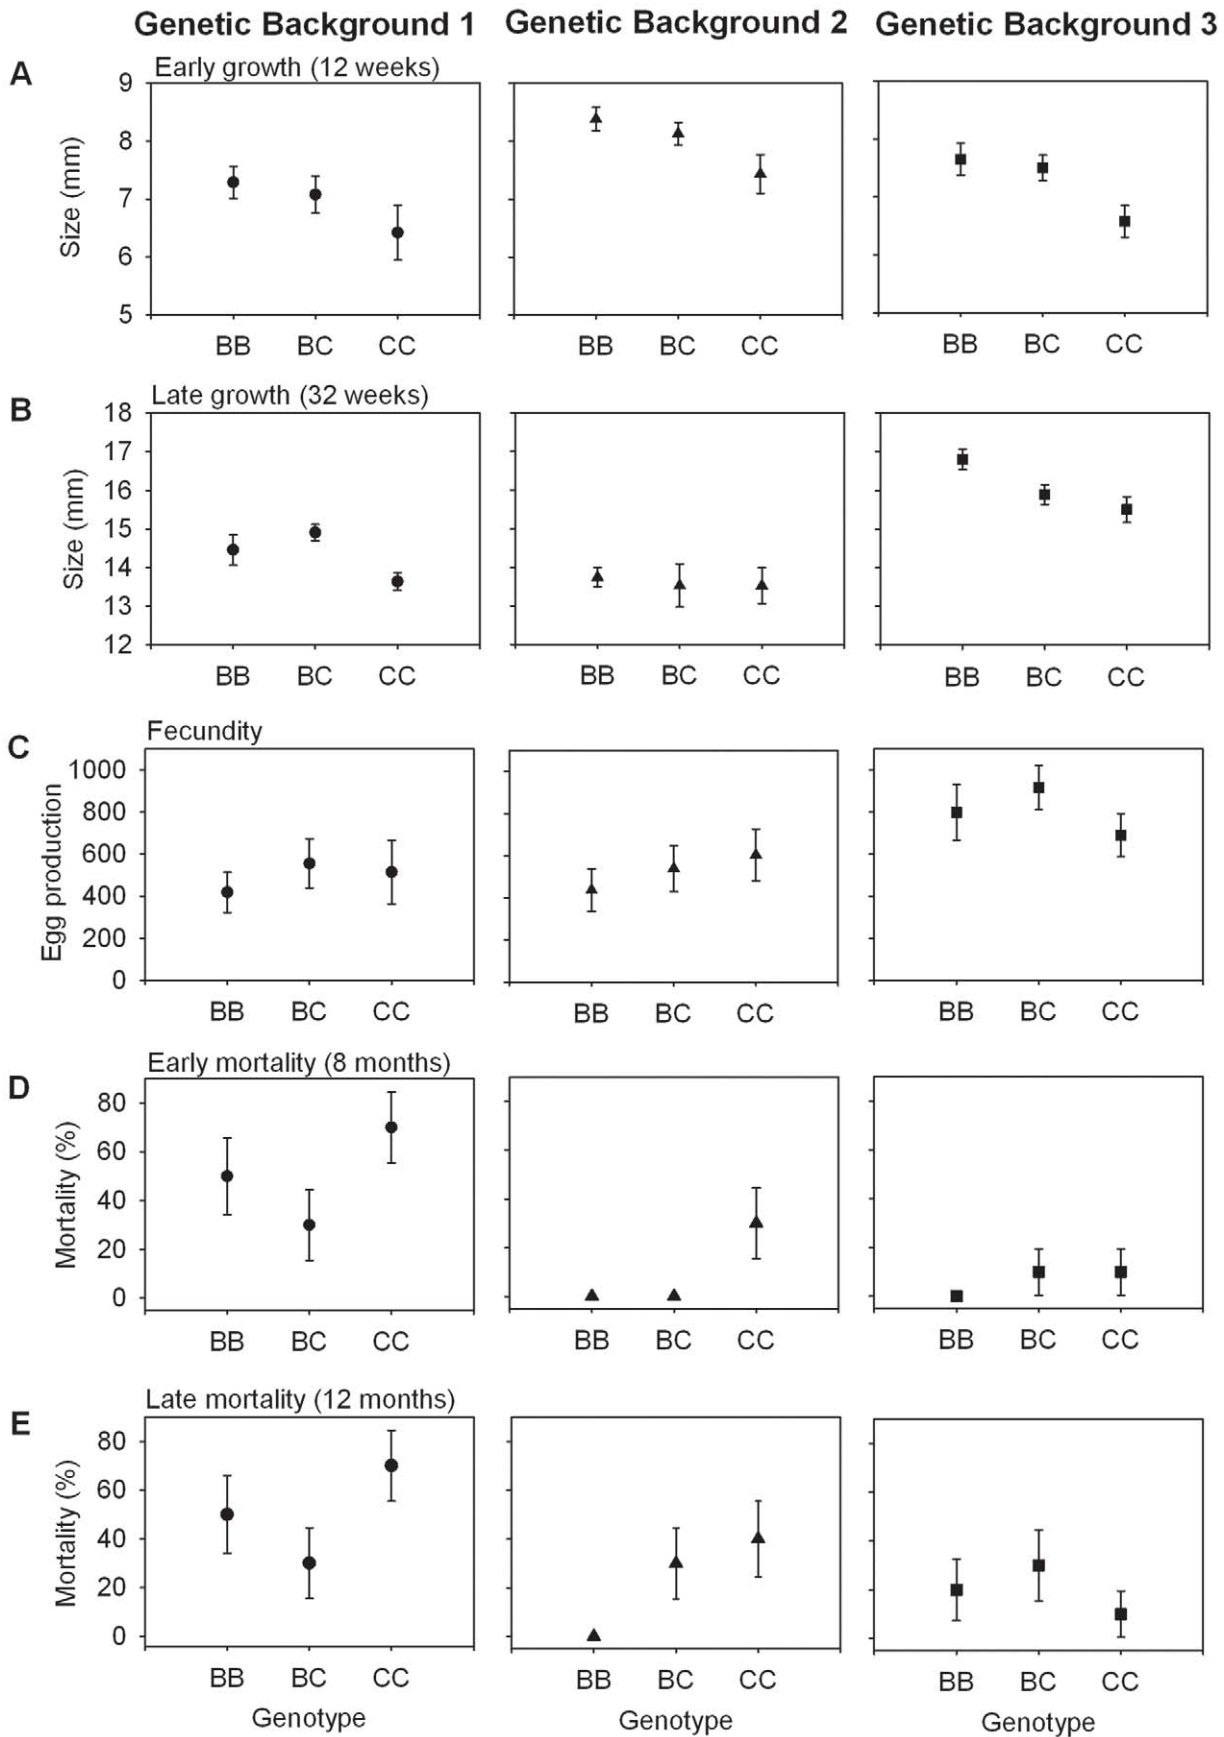 Genetic Background 1 Genetic Background 2 Genetic Background 3
A Early growth (12 weeks)
Size (mm)
9
8
7
6
5
BB BC CC BB BC CC BB BC CC
B Late growth (32 weeks)
Size (mm)
18
17
16
15
14
13
12
BB BC CC BB BC CC BB BC CC
C Fecundity
Egg production
1000
800
600
400
200
0
BB BC CC BB BC CC BB BC CC
D Early mortality (8 months)
Mortality (%)
80
60
40
20
0
BB BC CC BB BC CC BB BC CC
E Late mortality (12 months)
Mortality (%)
80
60
40
20
0
BB BC CC BB BC CC BB BC CC
Genotype Genotype Genotype